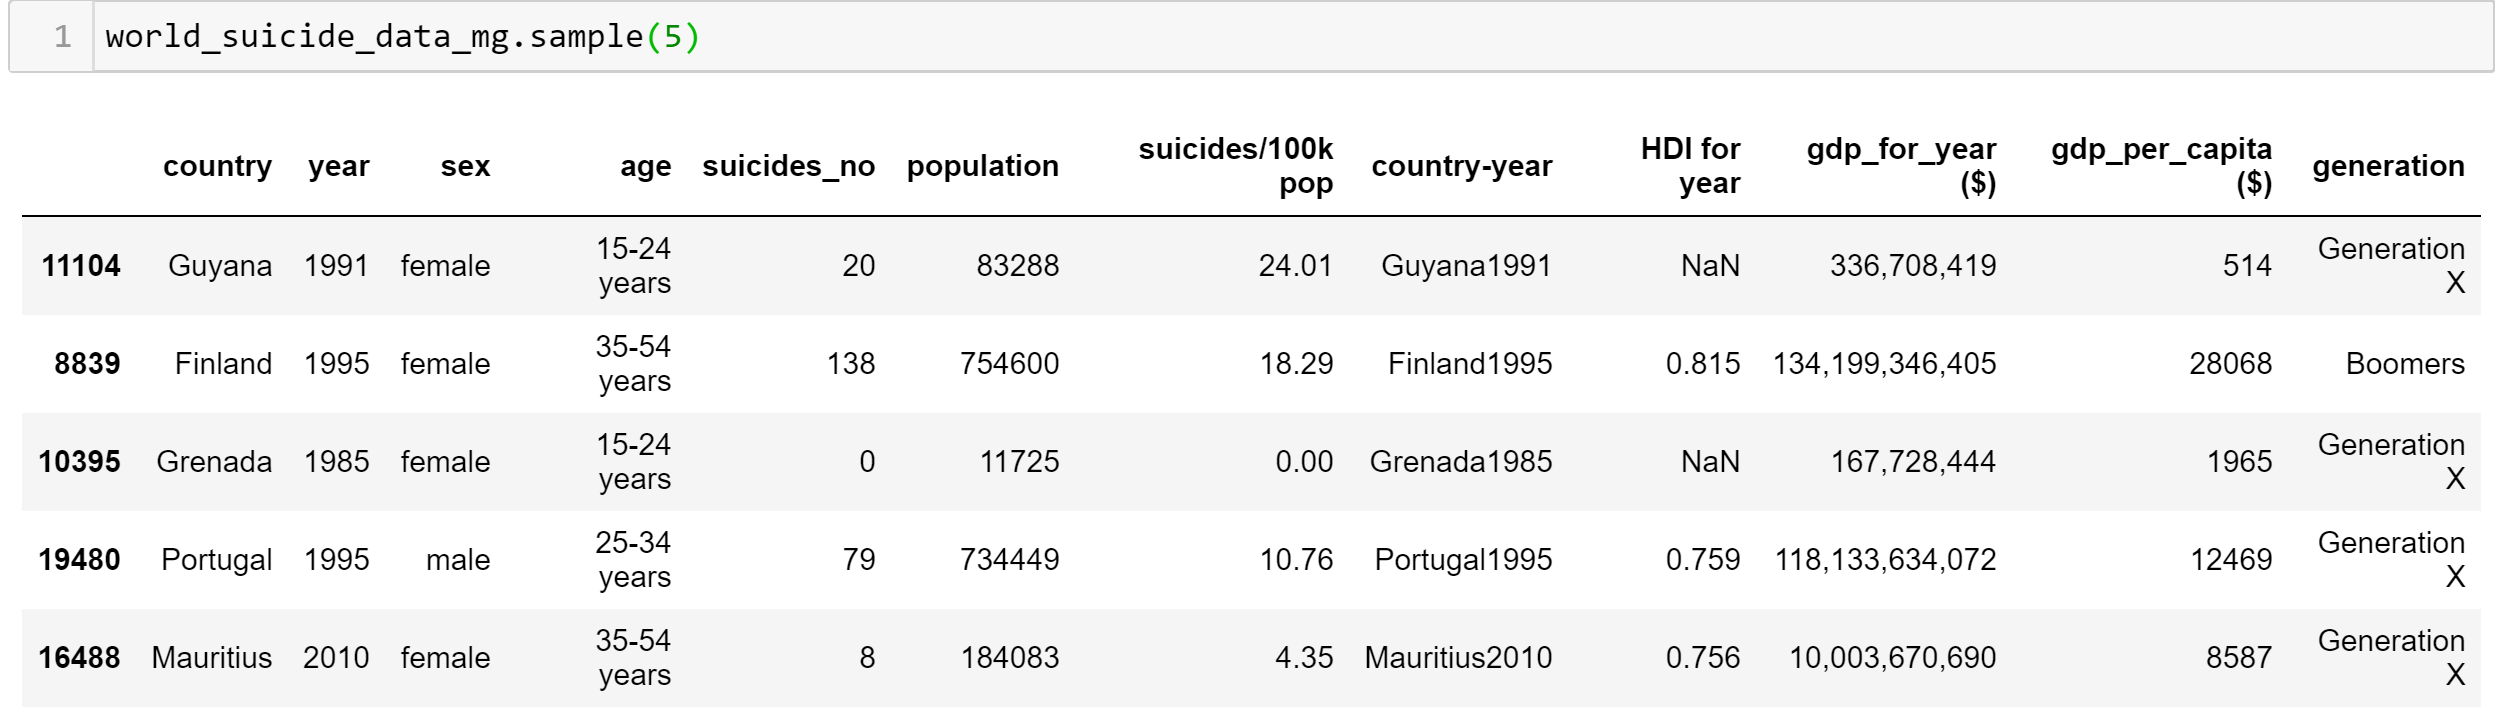 1 world_suicide_data_mg.sample(5)
country year sex age suicides_no population suicides/100k pop country-year HDI for year gdp_for_year ($) gdp_per_capita ($) generation
11104 Guyana 1991 female 15-24 years 20 83288 24.01 Guyana1991 NaN 336,708,419 514 Generation X
8839 Finland 1995 female 35-54 years 138 754600 18.29 Finland1995 0.815 134,199,346,405 28068 Boomers
10395 Grenada 1985 female 15-24 years 0 11725 0.00 Grenada1985 NaN 167,728,444 1965 Generation X
19480 Portugal 1995 male 25-34 years 79 734449 10.76 Portugal1995 0.759 118,133,634,072 12469 Generation X
16488 Mauritius 2010 female 35-54 years 8 184083 4.35 Mauritius2010 0.756 10,003,670,690 8587 Generation X